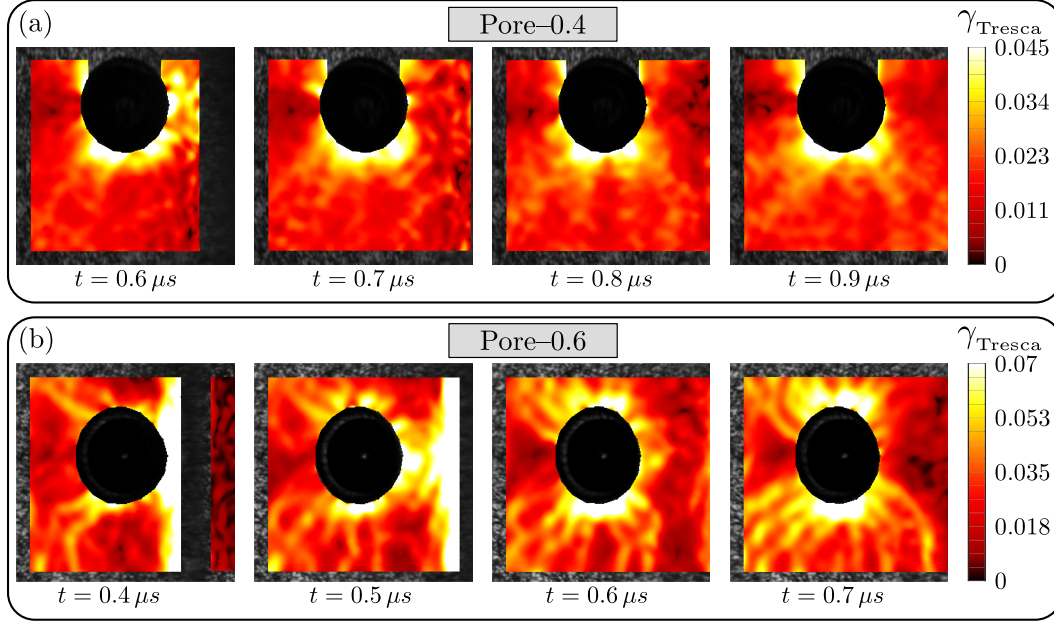 (a)
Pore–0.4
γTresca
0.045
0.034
0.023
0.011
0
t = 0.6 μs
t = 0.7 μs
t = 0.8 μs
t = 0.9 μs
(b)
Pore–0.6
γTresca
0.07
0.053
0.035
0.018
0
t = 0.4 μs
t = 0.5 μs
t = 0.6 μs
t = 0.7 μs